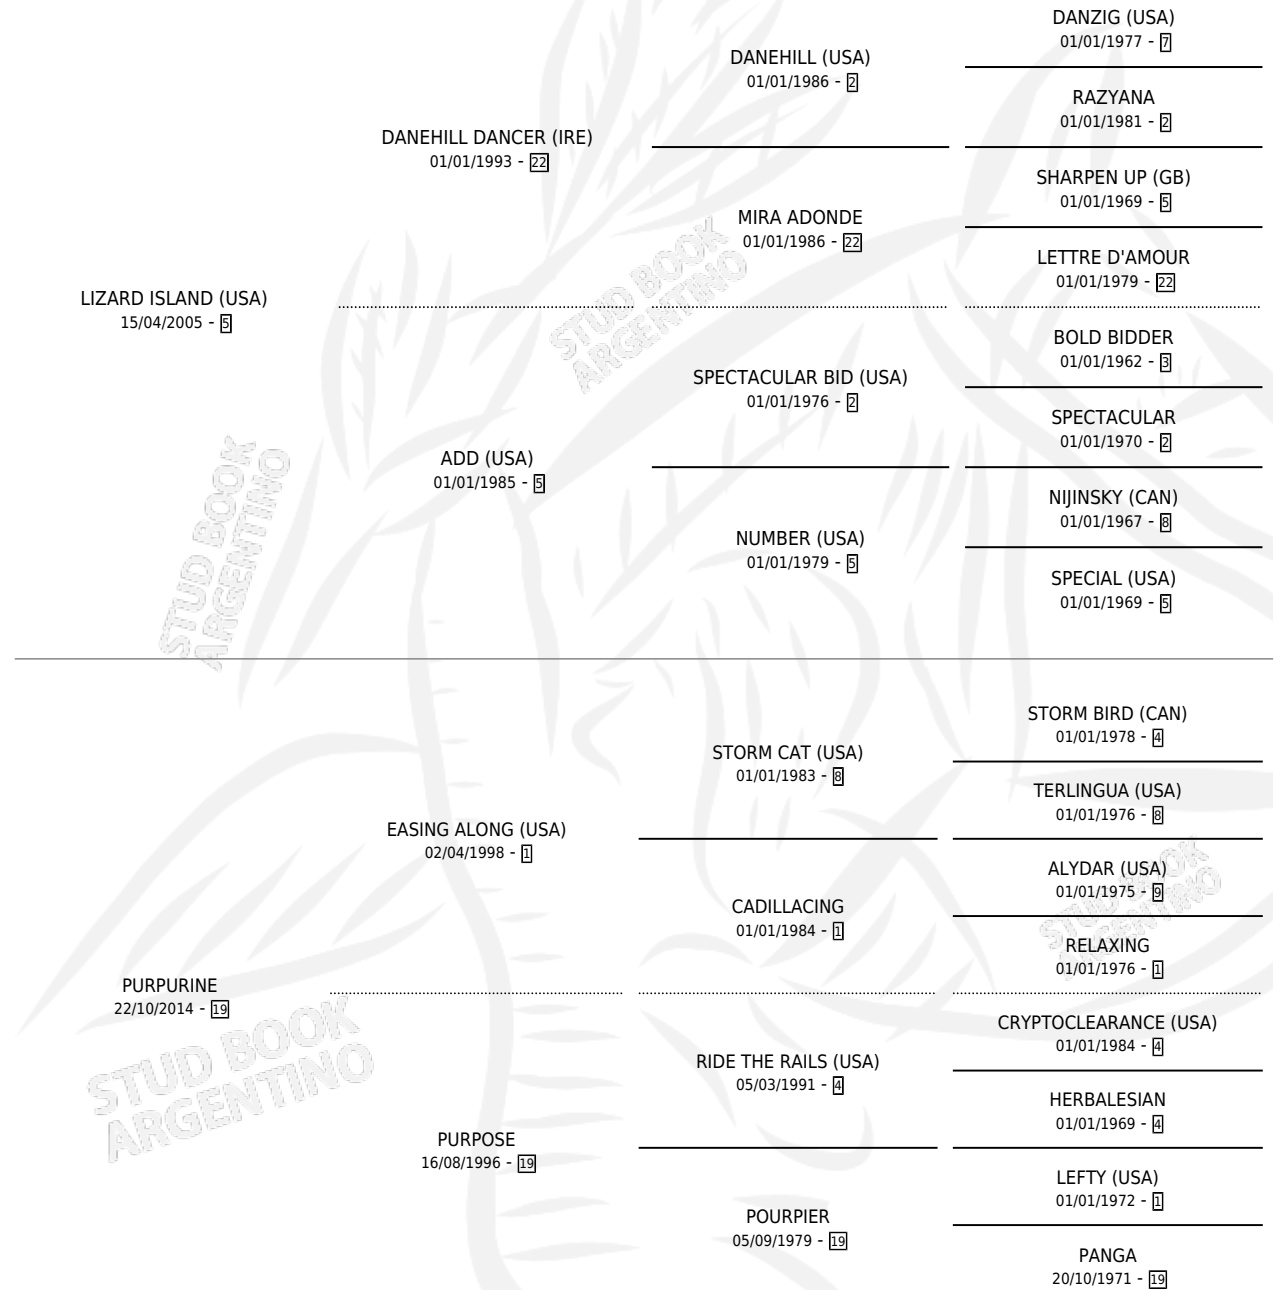 DANZIG (USA)
01/01/1977 - 7
DANEHILL (USA)
01/01/1986 - 2
RAZYANA
01/01/1981 - 2
DANEHILL DANCER (IRE)
01/01/1993 - 22
SHARPEN UP (GB)
01/01/1969 - 5
MIRA ADONDE
01/01/1986 - 22
LETTRE D'AMOUR
01/01/1979 - 22
LIZARD ISLAND (USA)
15/04/2005 - 5
BOLD BIDDER
01/01/1962 - 3
SPECTACULAR BID (USA)
01/01/1976 - 2
SPECTACULAR
01/01/1970 - 2
ADD (USA)
01/01/1985 - 5
NIJINSKY (CAN)
01/01/1967 - 8
NUMBER (USA)
01/01/1979 - 5
SPECIAL (USA)
01/01/1969 - 5
STORM BIRD (CAN)
01/01/1978 - 4
STORM CAT (USA)
01/01/1983 - 8
TERLINGUA (USA)
01/01/1976 - 8
EASING ALONG (USA)
02/04/1998 - 1
ALYDAR (USA)
01/01/1975 - 9
CADILLACING
01/01/1984 - 1
RELAXING
01/01/1976 - 1
PURPURINE
22/10/2014 - 19
CRYPTOCLEARANCE (USA)
01/01/1984 - 4
RIDE THE RAILS (USA)
05/03/1991 - 4
HERBALESIAN
01/01/1969 - 4
PURPOSE
16/08/1996 - 19
LEFTY (USA)
01/01/1972 - 1
POURPIER
05/09/1979 - 19
PANGA
20/10/1971 - 19
STUD BOOK
ARGENTINO
STUD BOOK
ARGENTINO
STUD BOOK
ARGENTINO
STUD BOOK
ARGENTINO